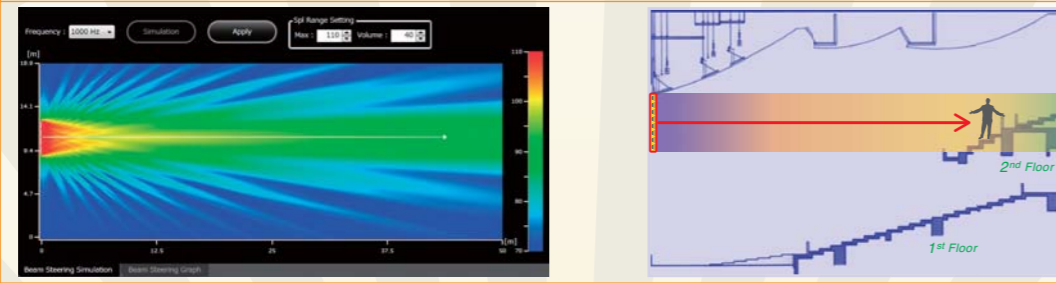 Frequency : 1000 Hz
Simulation
Apply
Spl Range Setting
Max : 110 Volume : 40
[m]
18.8
14.1
9.4
4.7
0
0 12.5 25 37.5 50 [m]
110
100
90
80
70
Beam Steering Simulation Beam Steering Graph
2nd Floor
1st Floor